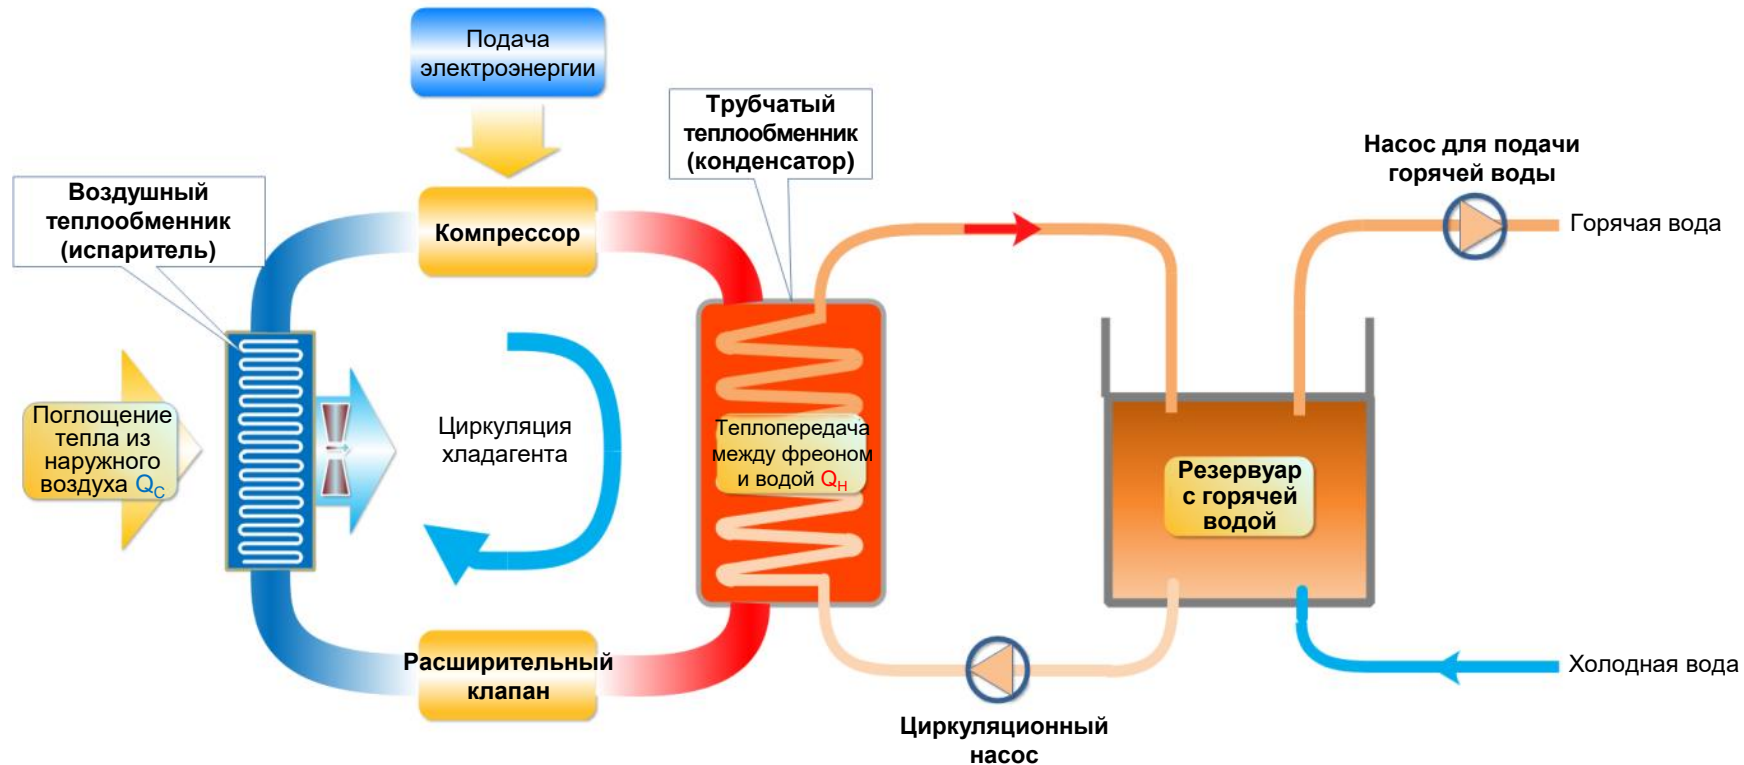 Подача
электроэнергии
Трубчатый
теплообменник
(конденсатор)
Насос для подачи
горячей воды
Воздушный
теплообменник
(испаритель)
Компрессор
Горячая вода
Поглощение
тепла из
наружного
воздуха Qc
Циркуляция
хладагента
Теплопередача
между фреоном
и водой QH
Резервуар
с горячей
водой
Расширительный
клапан
Холодная вода
Циркуляционный
насос